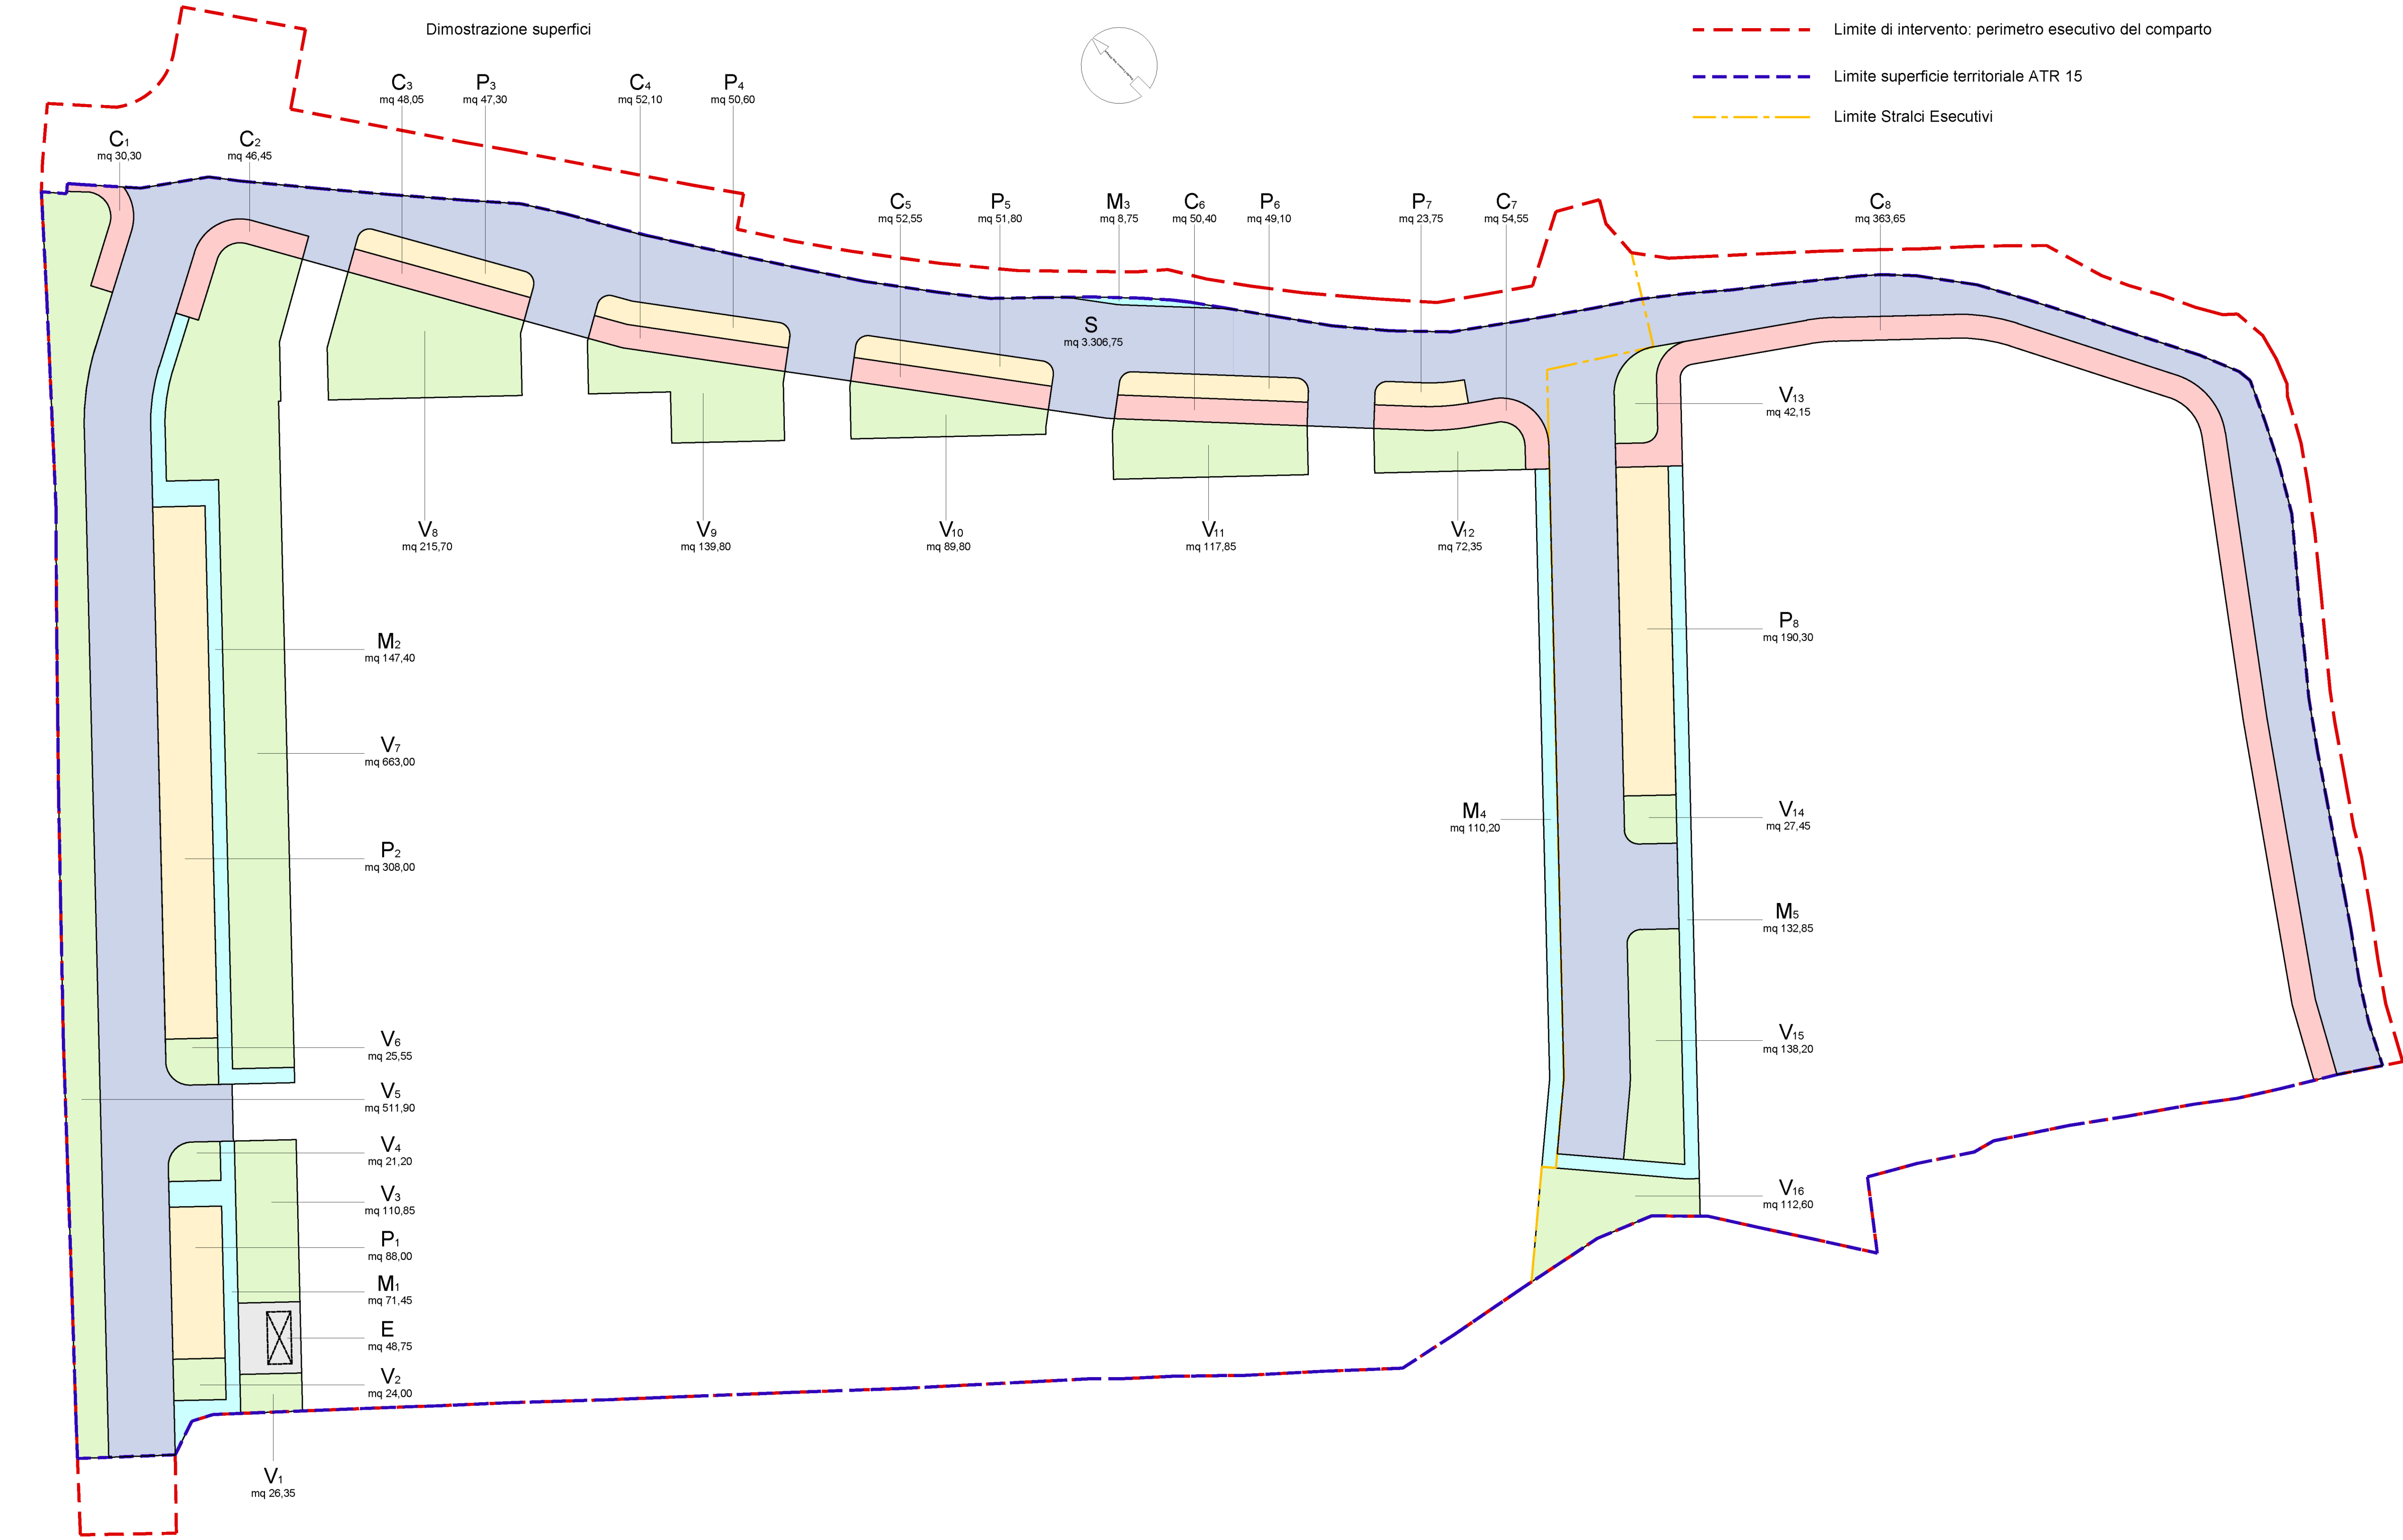 Dimostrazione superfici
Limite di intervento: perimetro esecutivo del comparto
Limite superficie territoriale ATR 15
Limite Stralci Esecutivi
C3
mq 48,05
P3
mq 47,30
C4
mq 52,10
P4
mq 50,60
C1
mq 30,30
C2
mq 46,45
C5
mq 52,55
P5
mq 51,80
M3
mq 8,75
C6
mq 50,40
P6
mq 49,10
P7
mq 23,75
C7
mq 54,55
C8
mq 363,65
S
mq 3.306,75
V13
mq 42,15
V8
mq 215,70
V9
mq 139,80
V10
mq 89,80
V11
mq 117,85
V12
mq 72,35
P8
mq 190,30
M2
mq 147,40
V7
mq 663,00
M4
mq 110,20
V14
mq 27,45
P2
mq 308,00
M5
mq 132,85
V6
mq 25,55
V15
mq 138,20
V5
mq 511,90
V4
mq 21,20
V3
mq 110,85
V16
mq 112,60
P1
mq 88,00
M1
mq 71,45
E
mq 48,75
V2
mq 24,00
V1
mq 26,35